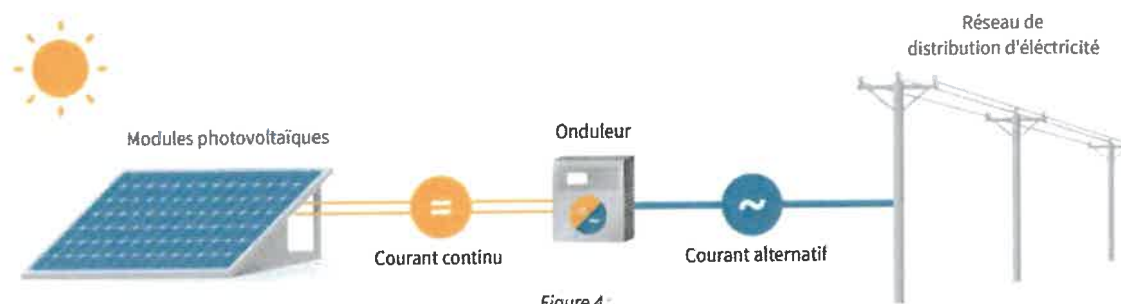 Réseau de
distribution d'éléctricité
Modules photovoltaïques
Onduleur
=
~
Courant continu
Courant alternatif
Figure 4